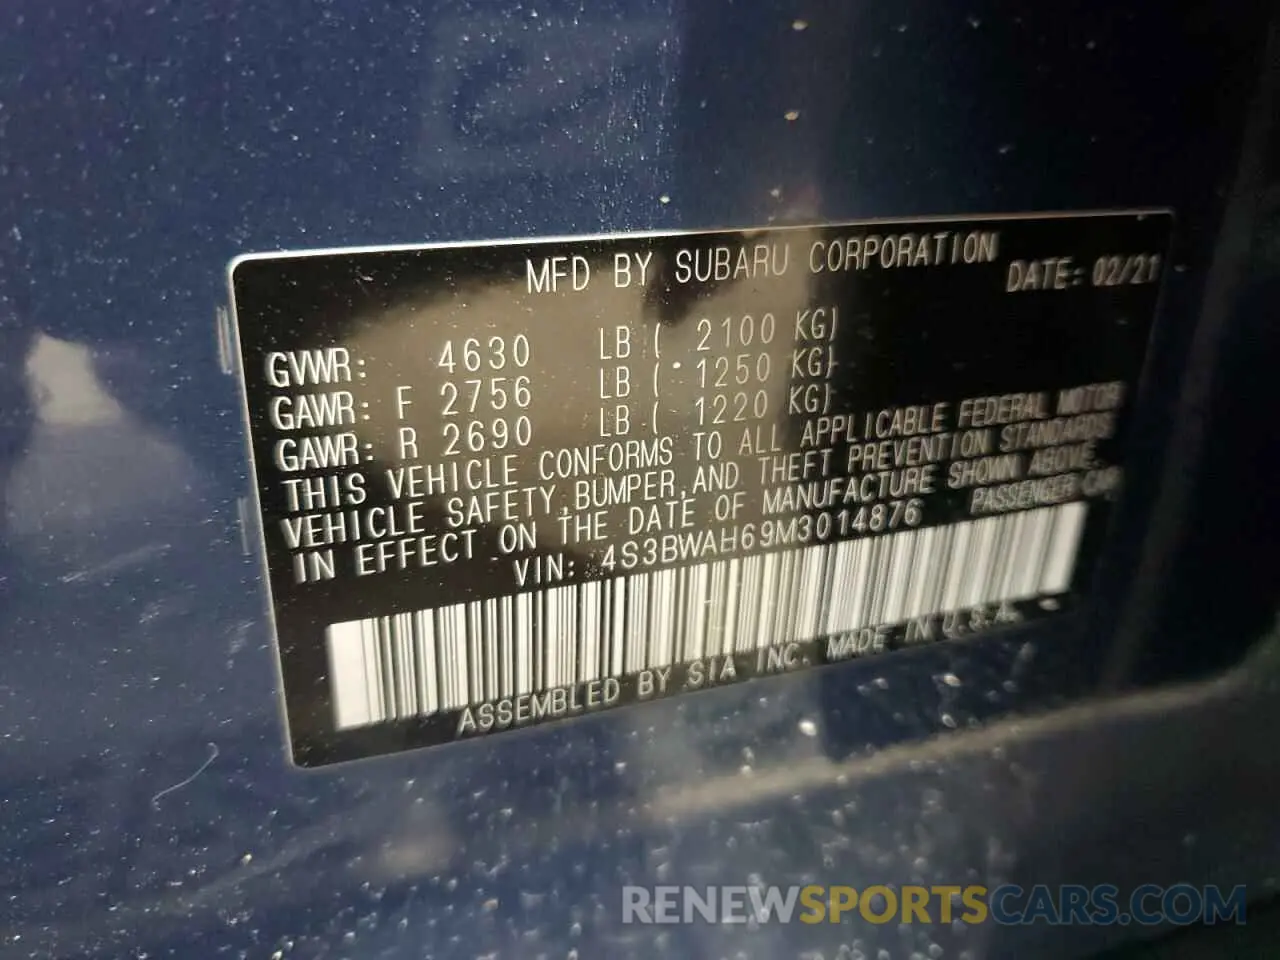 MFD BY SUBARU CORPORATION DATE: 02/21
GVWR: 4630 LB ( 2100 KG)
GAWR: F 2756 LB ( 1250 KG)
GAWR: R 2690 LB ( 1220 KG)
THIS VEHICLE CONFORMS TO ALL APPLICABLE FEDERAL MOTOR
VEHICLE SAFETY,BUMPER,AND THEFT PREVENTION STANDARDS
IN EFFECT ON THE DATE OF MANUFACTURE SHOWN ABOVE.
VIN: 4S3BWAH69M3014876 PASSENGER CAR
ASSEMBLED BY SIA INC. MADE IN U.S.A.
RENEWSPORTSCARS.COM